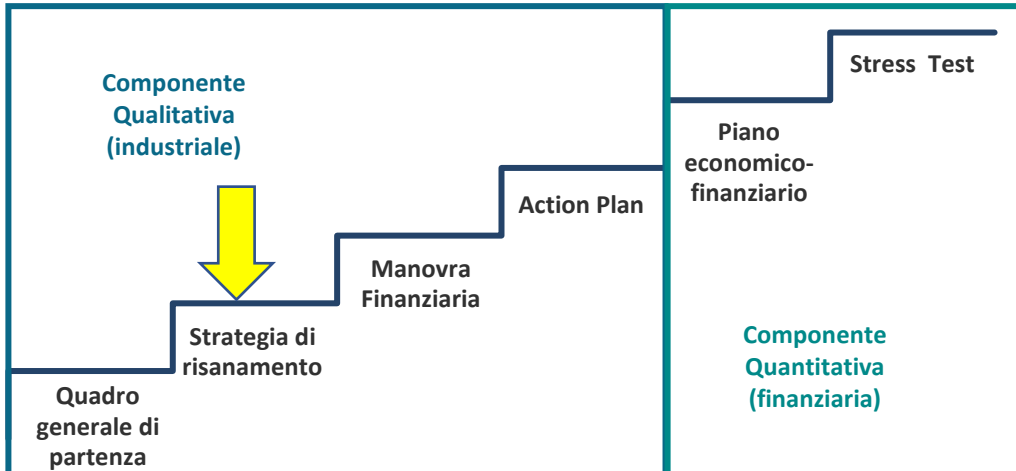 Componente
Qualitativa
(industriale)
Quadro
generale di
partenza
Strategia di
risanamento
Manovra
Finanziaria
Action Plan
Piano
economico-
finanziario
Stress Test
Componente
Quantitativa
(finanziaria)